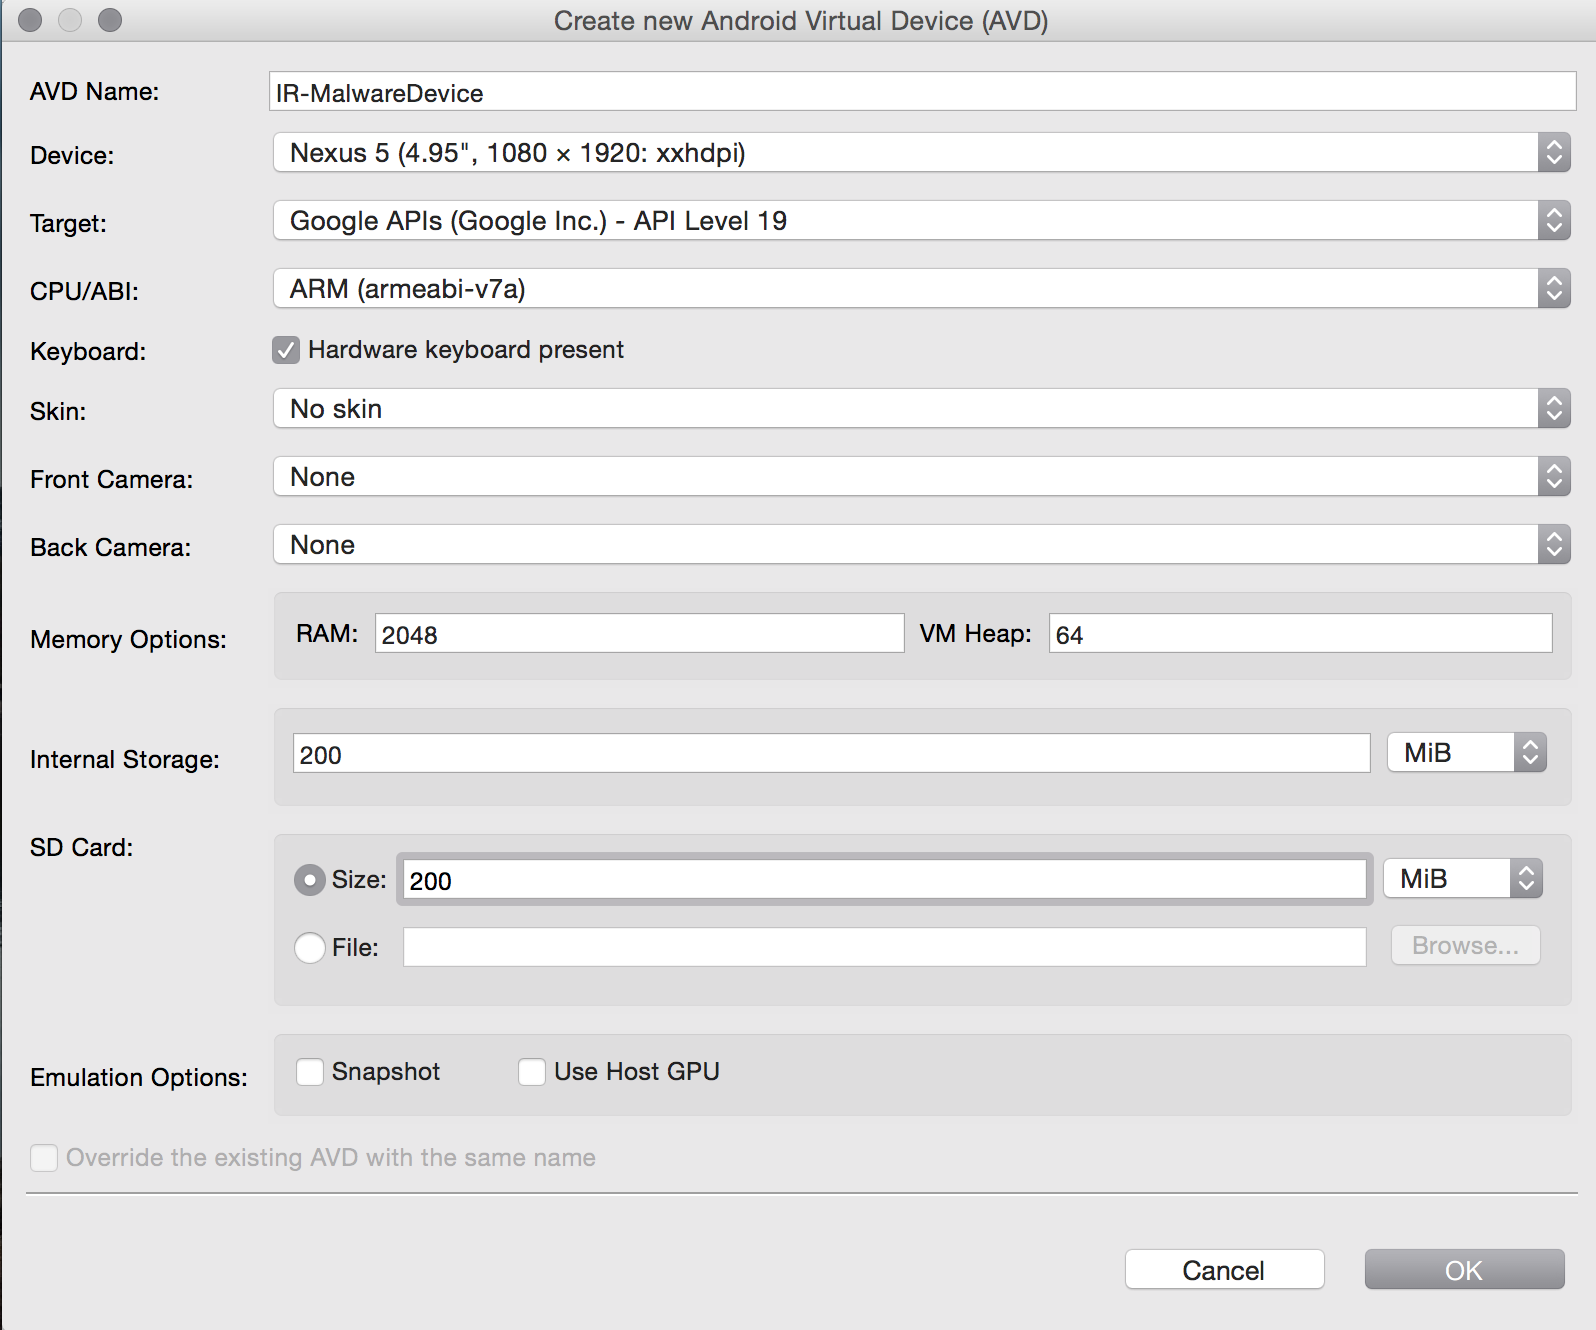 Create new Android Virtual Device (AVD)
AVD Name: IR-MalwareDevice
Device: Nexus 5 (4.95", 1080 × 1920: xxhdpi)
Target: Google APIs (Google Inc.) - API Level 19
CPU/ABI: ARM (armeabi-v7a)
Keyboard: Hardware keyboard present
Skin: No skin
Front Camera: None
Back Camera: None
Memory Options: RAM: 2048 VM Heap: 64
Internal Storage: 200 MiB
SD Card:
Size: 200 MiB
File: Browse...
Emulation Options: Snapshot Use Host GPU
Override the existing AVD with the same name
Cancel OK